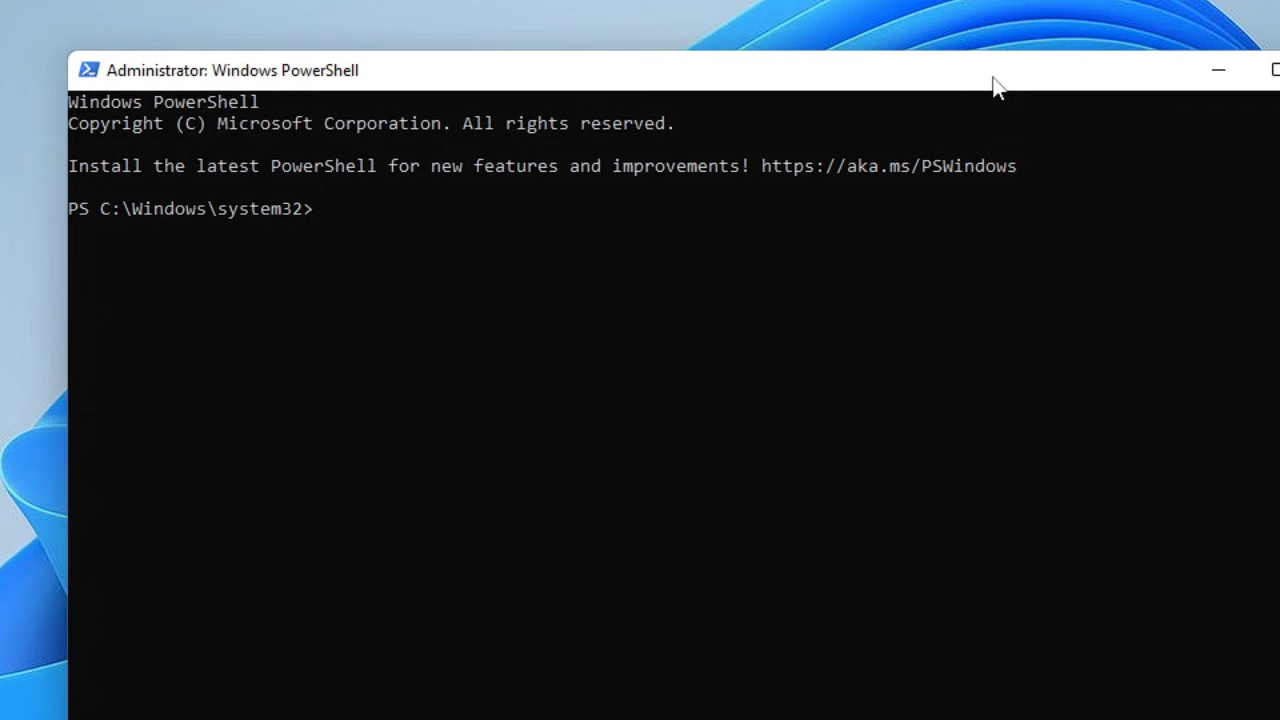 Administrator: Windows PowerShell
Windows PowerShell
Copyright (C) Microsoft Corporation. All rights reserved.
Install the latest PowerShell for new features and improvements! https://aka.ms/PSWindows
PS C:\Windows\system32>